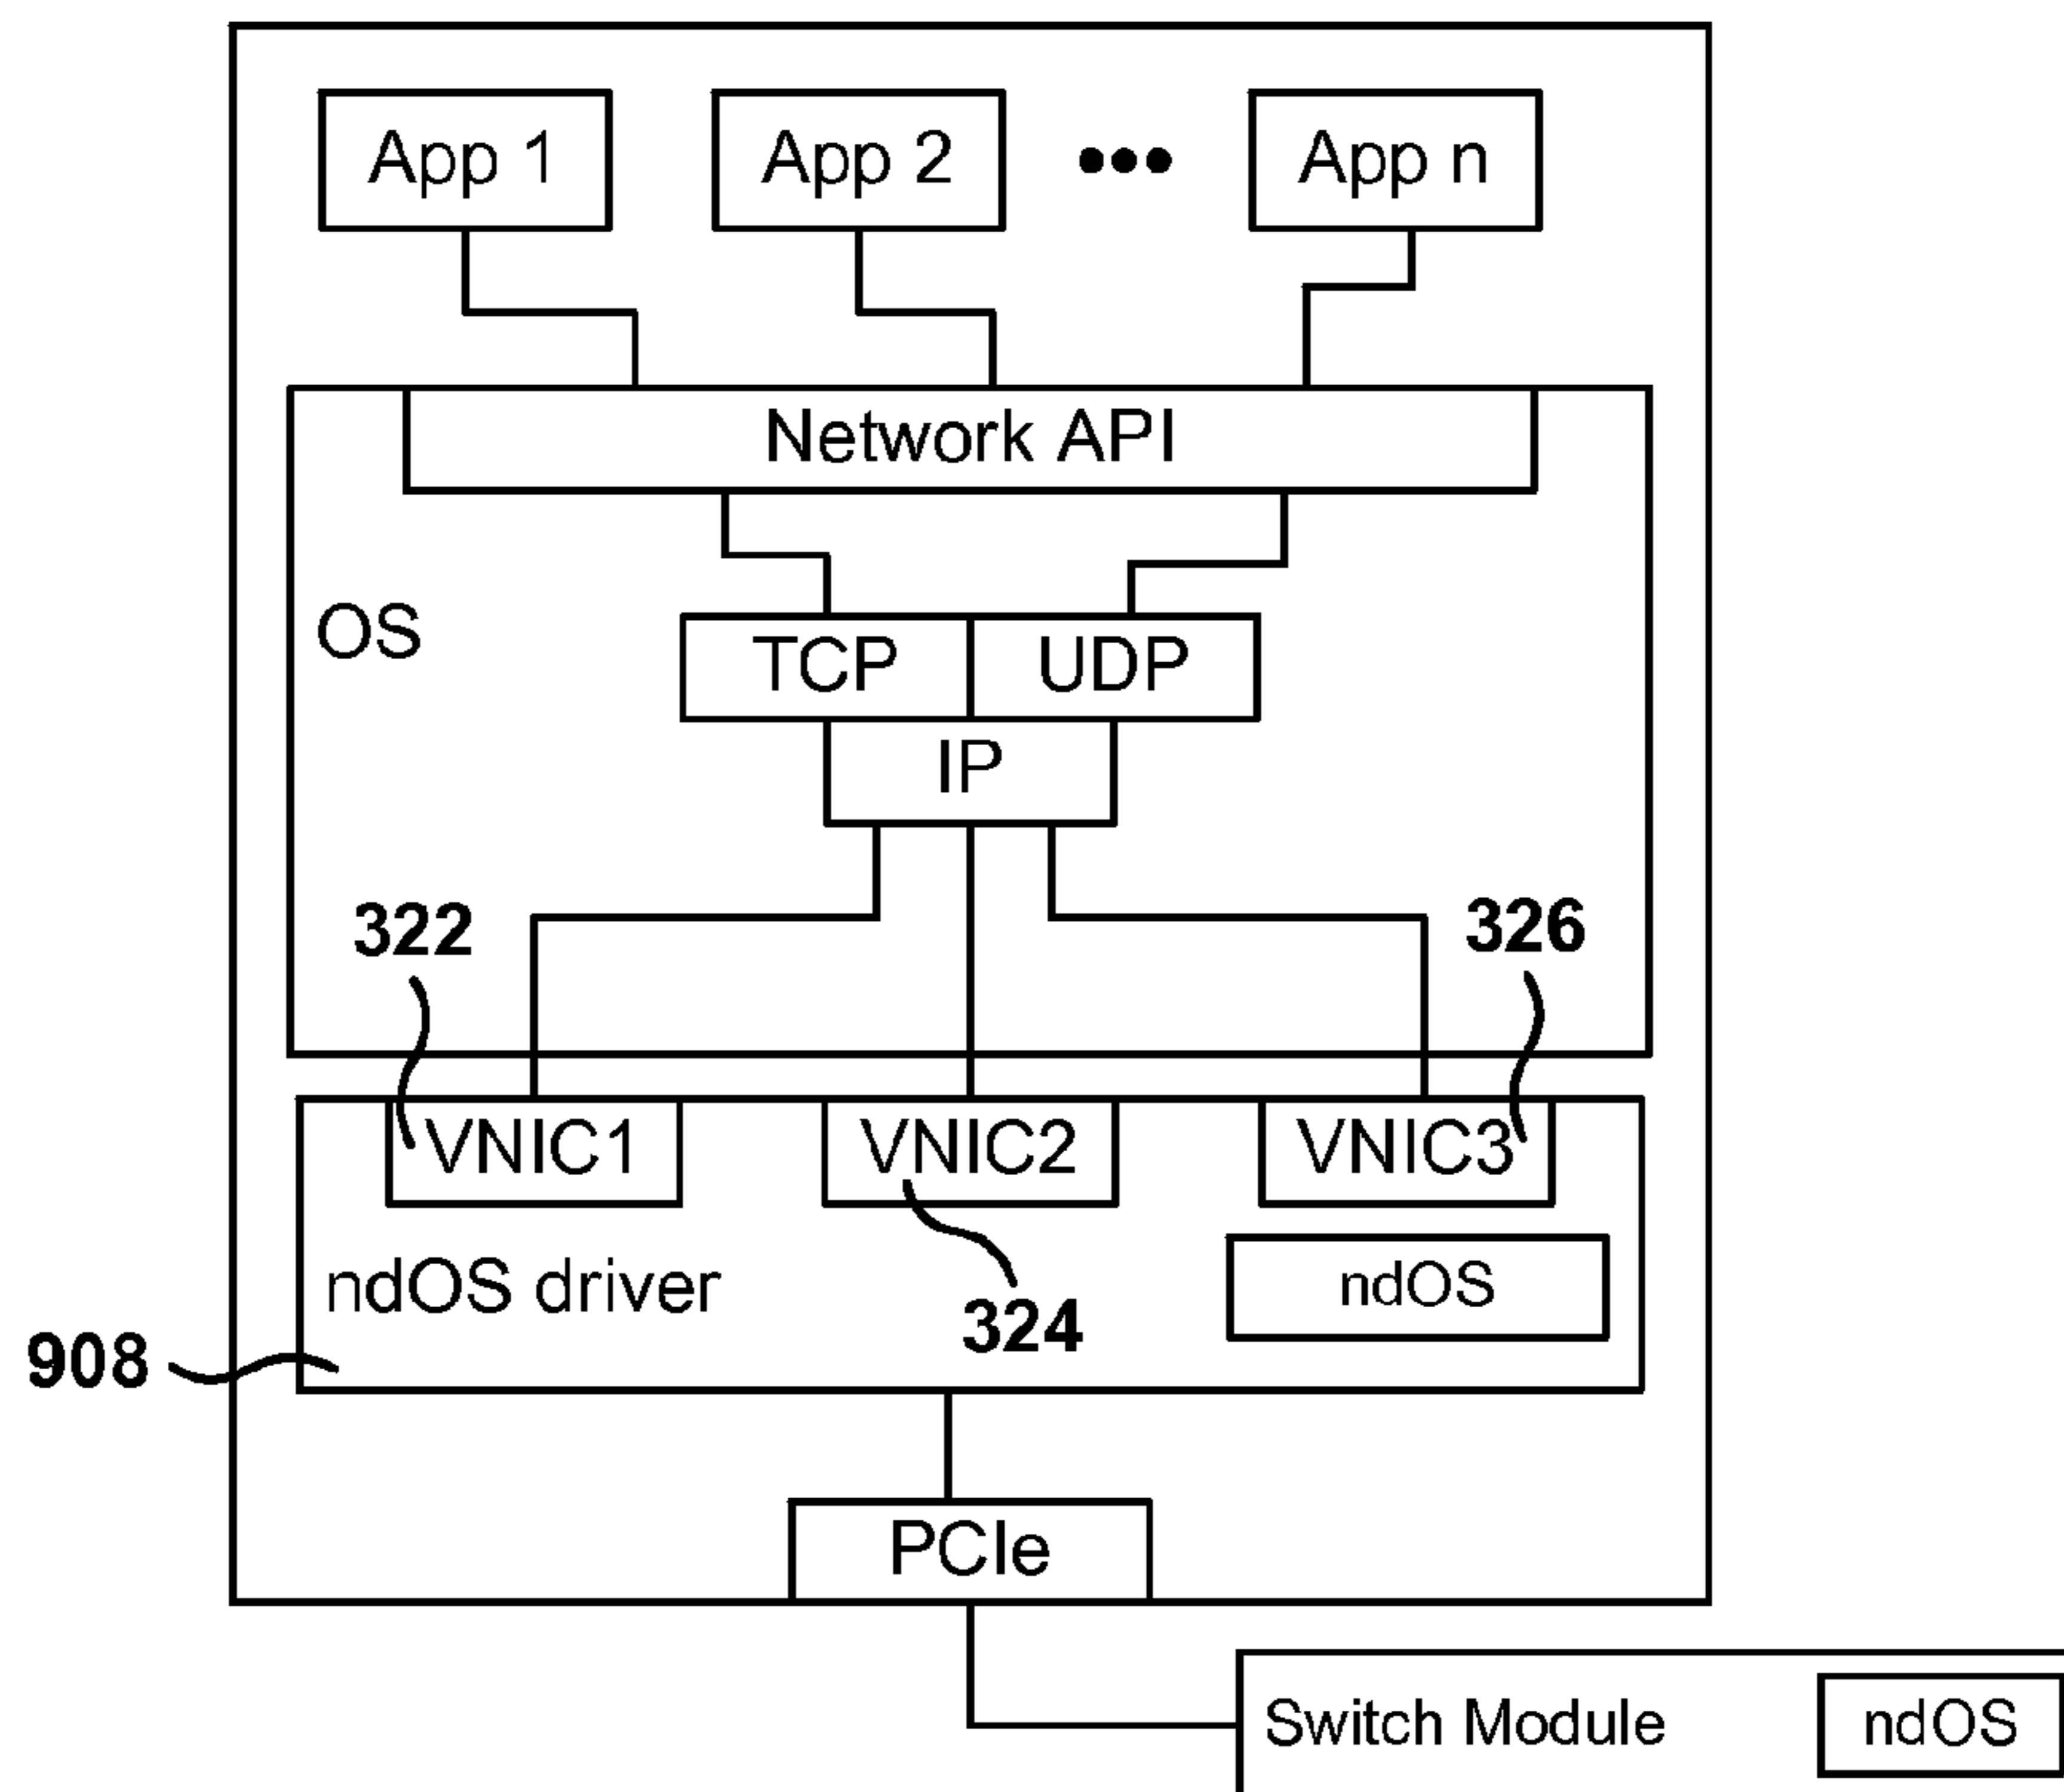 App 1
App 2
•••
App n
Network API
OS
TCP
UDP
IP
322
326
VNIC1
VNIC2
VNIC3
ndOS driver
ndOS
324
908
PCIe
Switch Module
ndOS